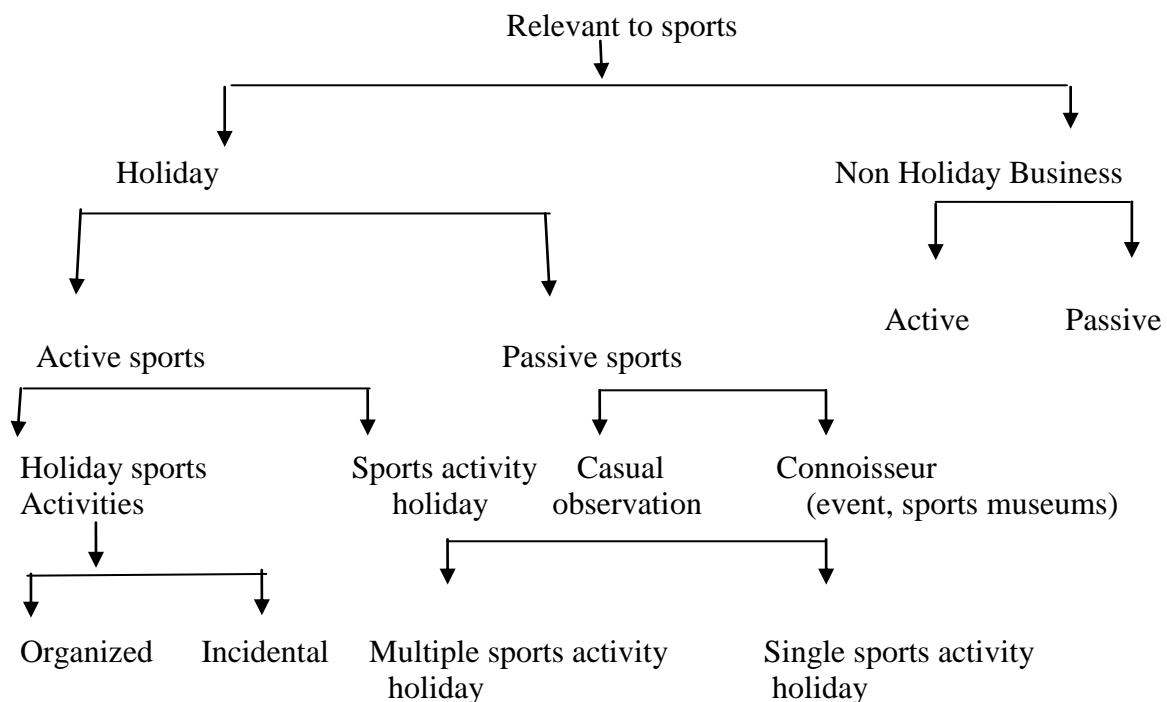 Relevant to sports
Holiday
Non Holiday Business
Active
Passive
Active sports
Passive sports
Holiday sports
Activities
Sports activity
holiday
Casual
observation
Connoisseur
(event, sports museums)
Organized
Incidental
Multiple sports activity
holiday
Single sports activity
holiday